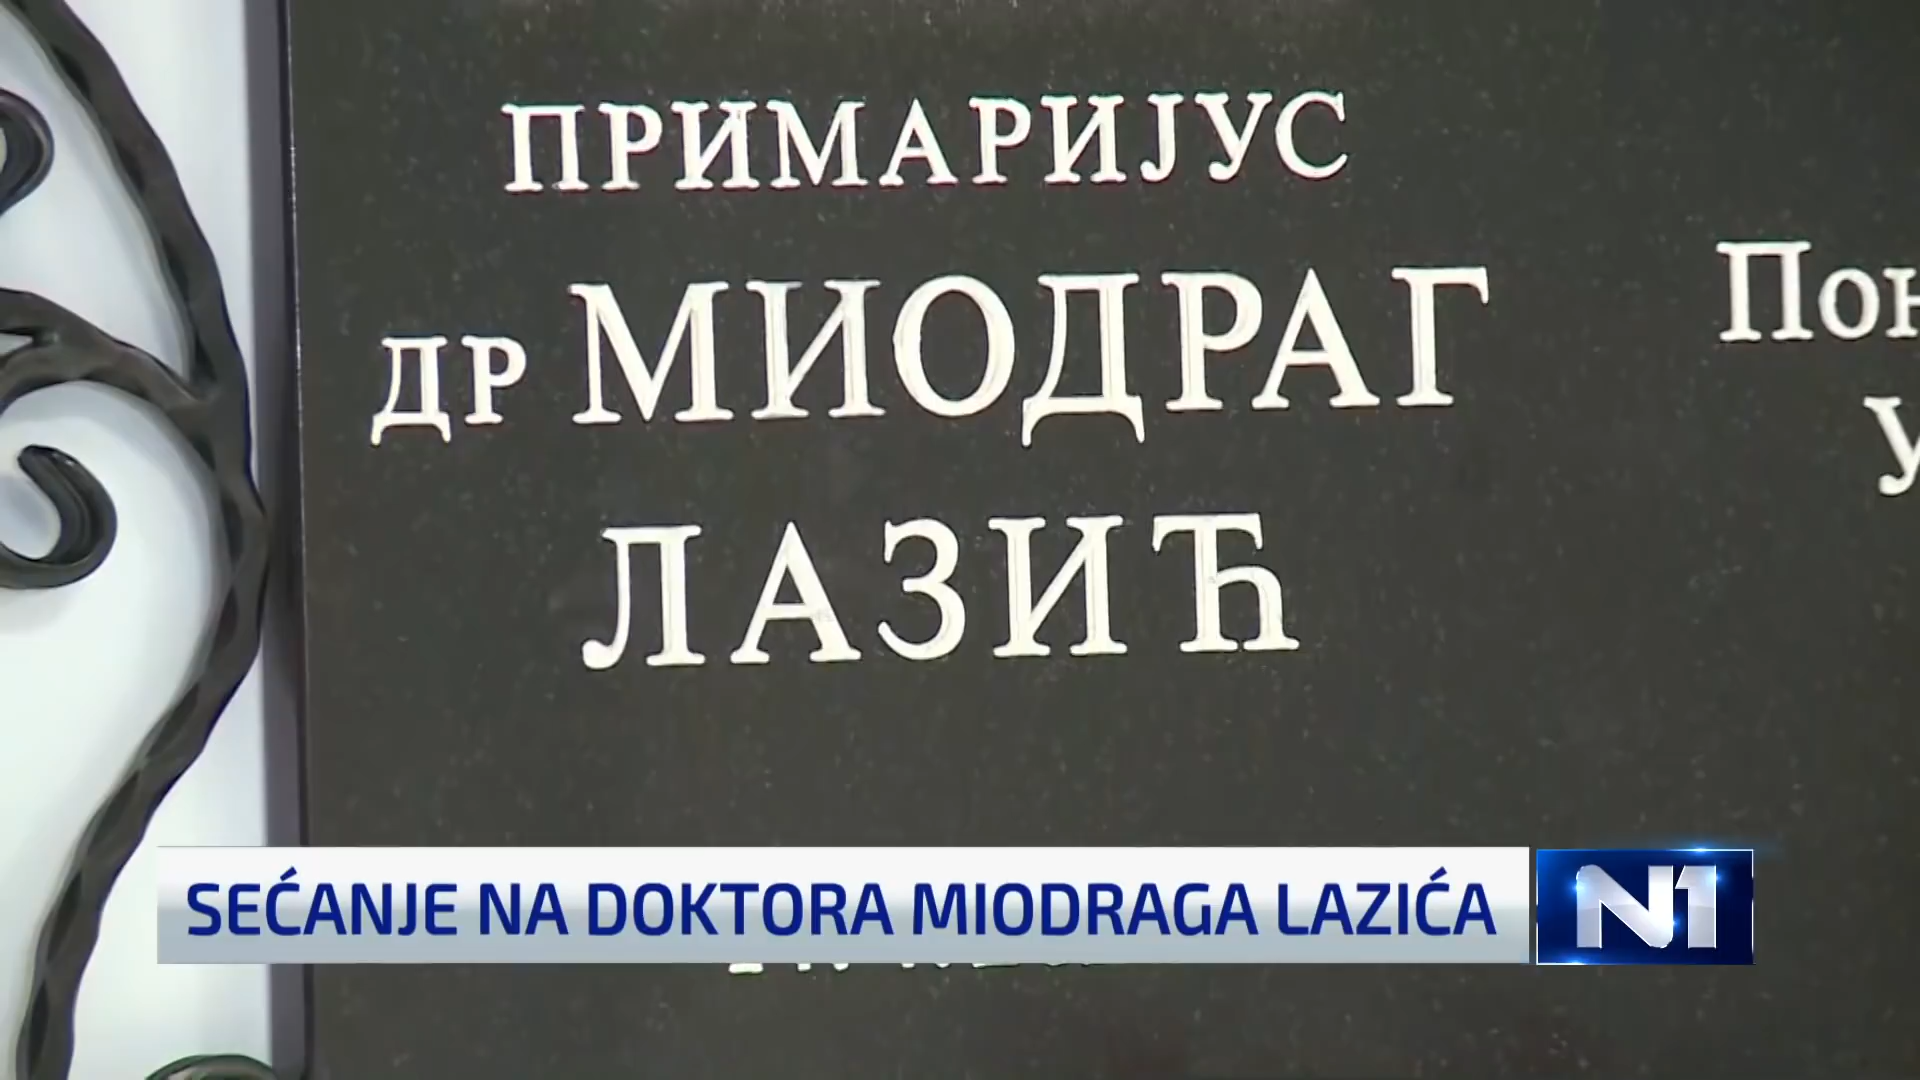 ПРИМАРИЈУС
ДР МИОДРАГ
ЛАЗИЋ
SEĆANJE NA DOKTORA MIODRAGA LAZIĆA
N1